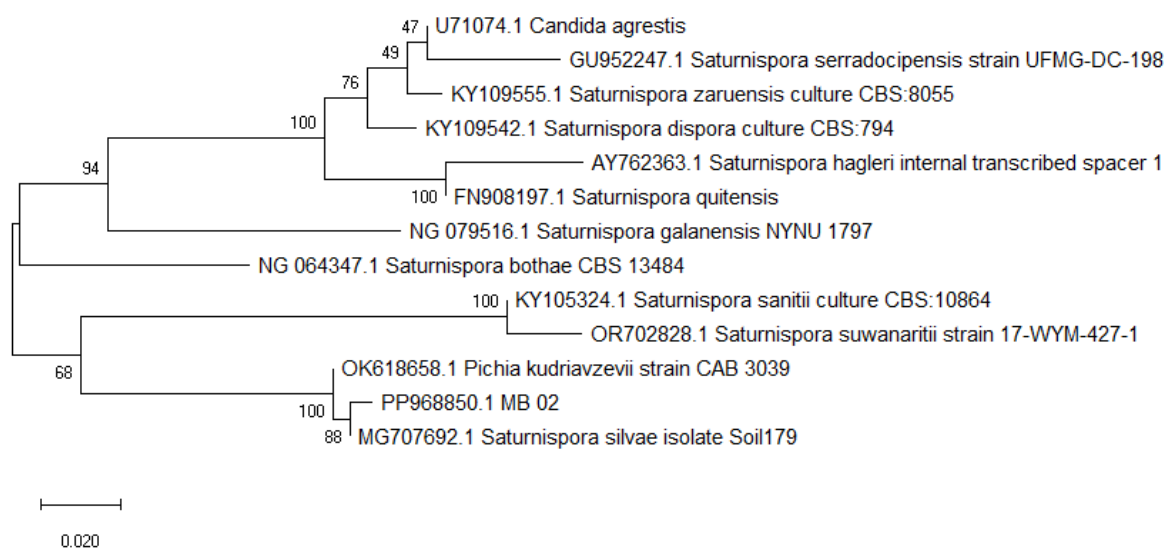 47
U71074.1 Candida agrestis
49
GU952247.1 Saturnispora serradocipensis strain UFMG-DC-198
76
KY109555.1 Saturnispora zaruensis culture CBS:8055
100
KY109542.1 Saturnispora dispora culture CBS:794
94
AY762363.1 Saturnispora hagleri internal transcribed spacer 1
100
FN908197.1 Saturnispora quitensis
NG 079516.1 Saturnispora galanensis NYNU 1797
NG 064347.1 Saturnispora bothae CBS 13484
100
KY105324.1 Saturnispora sanitii culture CBS:10864
OR702828.1 Saturnispora suwanaritii strain 17-WYM-427-1
68
OK618658.1 Pichia kudriavzevii strain CAB 3039
100
PP968850.1 MB 02
88
MG707692.1 Saturnispora silvae isolate Soil179
0.020